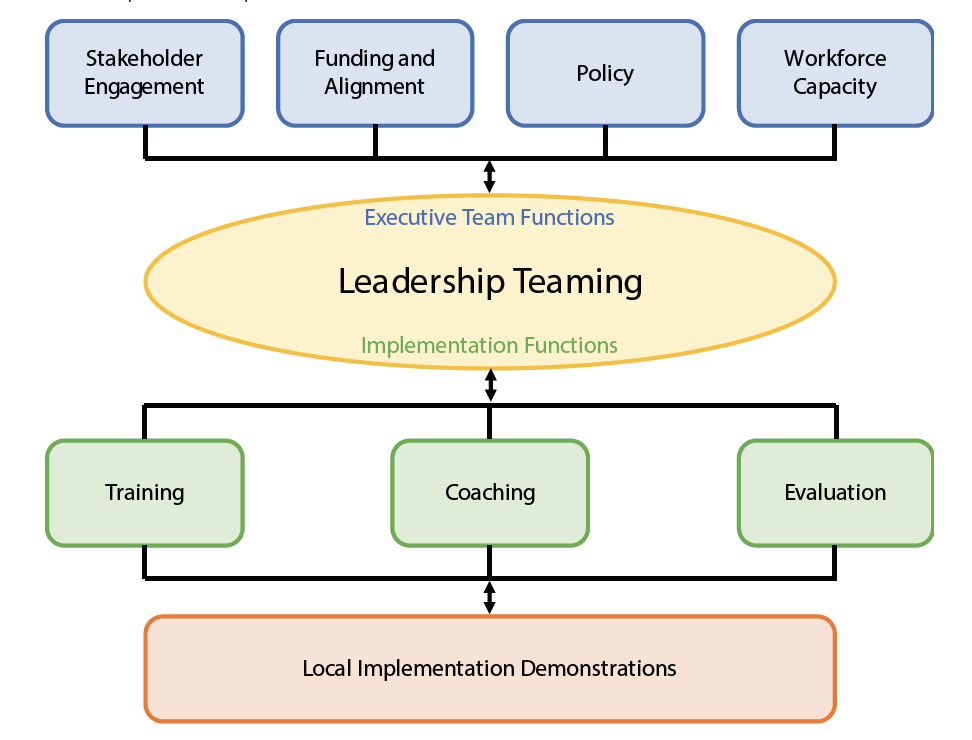 Stakeholder
Engagement
Funding and
Alignment
Policy
Workforce
Capacity
Executive Team Functions
Leadership Teaming
Implementation Functions
Training
Coaching
Evaluation
Local Implementation Demonstrations